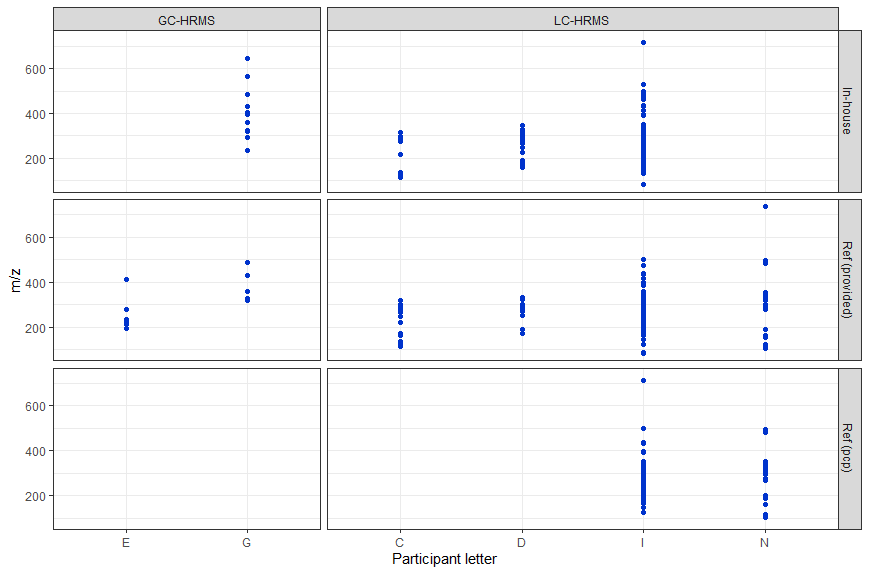 GC-HRMS LC-HRMS
600
400
200
In-house
600
400
200
Ref (provided)
600
400
200
Ref (pcp)
m/z
E G C D I N
Participant letter